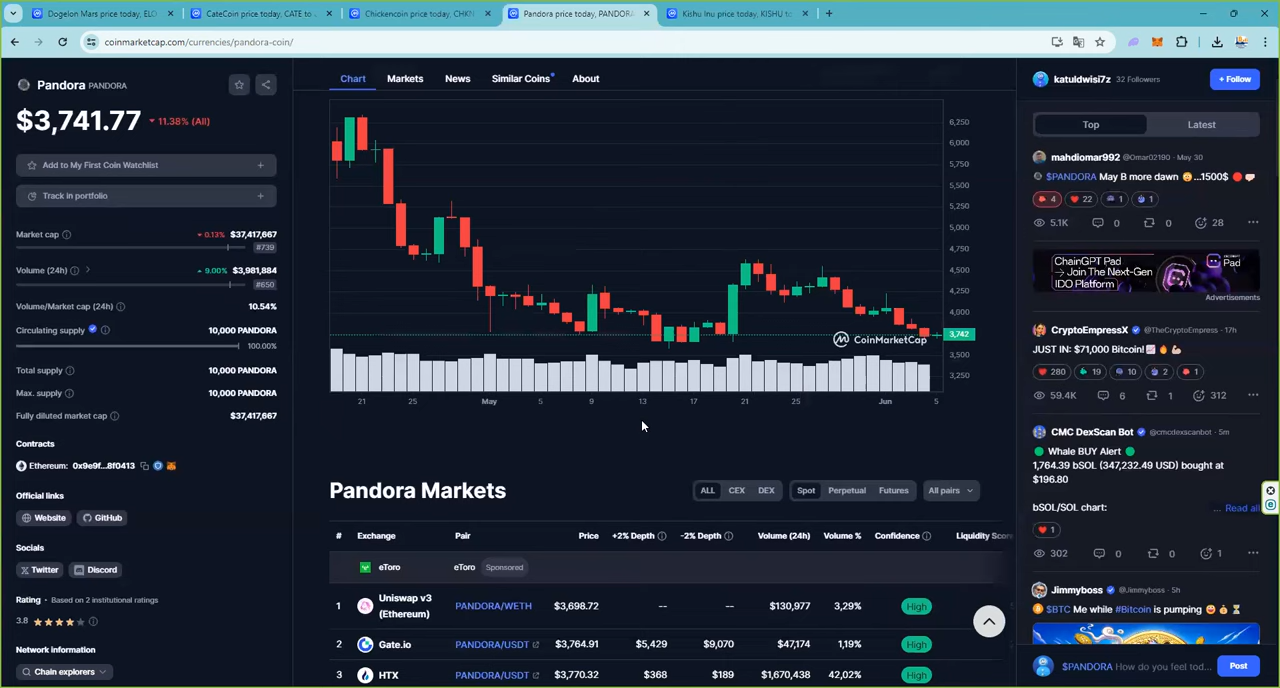 Dogelon Mars price today, ELO
CateCoin price today, CATE to
Chickencoin price today, CHKN
Pandora price today, PANDORA
Kishu Inu price today, KISHU t
coinmarketcap.com/currencies/pandora-coin/
Pandora PANDORA
$3,741.77
11.38% (All)
Add to My First Coin Watchlist
Track in portfolio
Market cap
0.13% $37,417,667
#739
Volume (24h)
9.00% $3,981,884
#650
Volume/Market cap (24h)
10.54%
Circulating supply
10,000 PANDORA
100.00%
Total supply
10,000 PANDORA
Max. supply
10,000 PANDORA
Fully diluted market cap
$37,417,667
Contracts
Ethereum: 0x9e9f...8f0413
Official links
Website
GitHub
Socials
Twitter
Discord
Rating · Based on 2 institutional ratings
3.8
Network information
Chain explorers
Chart
Markets
News
Similar Coins
About
6,250
6,000
5,750
5,500
5,250
5,000
4,750
4,500
4,250
4,000
3,742
3,500
3,250
CoinMarketCap
21
25
May
5
9
13
17
21
25
Jun
5
Pandora Markets
ALL
CEX
DEX
Spot
Perpetual
Futures
All pairs
# Exchange Pair Price +2% Depth -2% Depth Volume (24h) Volume % Confidence Liquidity Score
eToro eToro Sponsored
1 Uniswap v3 (Ethereum) PANDORA/WETH $3,698.72 -- -- $130,977 3,29% High
2 Gate.io PANDORA/USDT $3,764.91 $5,429 $9,070 $47,174 1,19% High
3 HTX PANDORA/USDT $3,770.32 $368 $189 $1,670,438 42,02% High
katuldwisi7z 32 Followers
+ Follow
Top
Latest
mahdiomar992 @Omar02190 · May 30
$PANDORA May B more dawn ...1500$
4
22
1
1
5.1K
0
0
28
ChainGPT Pad
→ Join The Next-Gen
IDO Platform
Pad
Advertisements
CryptoEmpressX @TheCryptoEmpress · 17h
JUST IN: $71,000 Bitcoin!
280
19
10
2
1
59.4K
6
1
312
CMC DexScan Bot @cmcdexscanbot · 5m
Whale BUY Alert
1,764.39 bSOL (347,232.49 USD) bought at
$196.80
bSOL/SOL chart:
... Read all
1
302
0
0
1
Jimmyboss @Jimmyboss · 5h
$BTC Me while #Bitcoin is pumping
$PANDORA How do you feel tod...
Post